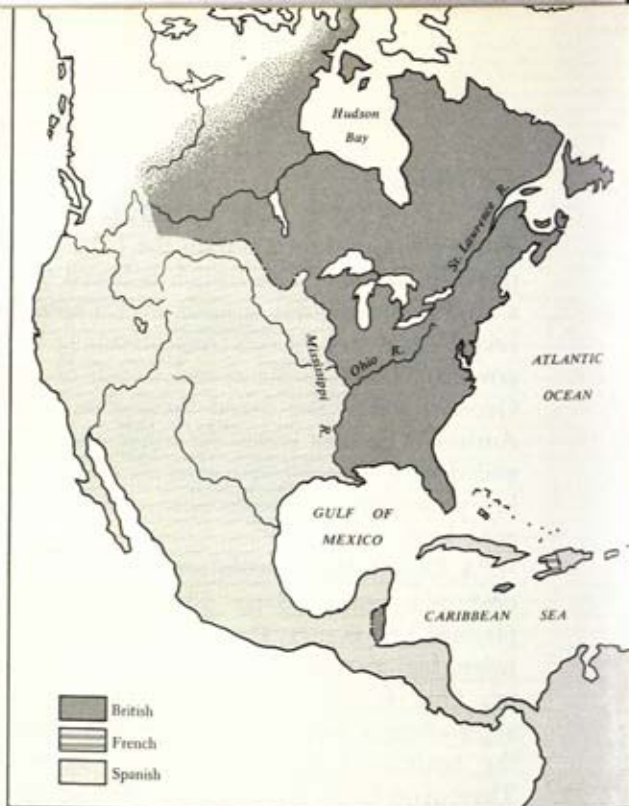 Hudson
Bay
St. Lawrence R.
Mississippi
R.
Ohio R.
ATLANTIC
OCEAN
GULF OF
MEXICO
CARIBBEAN SEA
British
French
Spanish